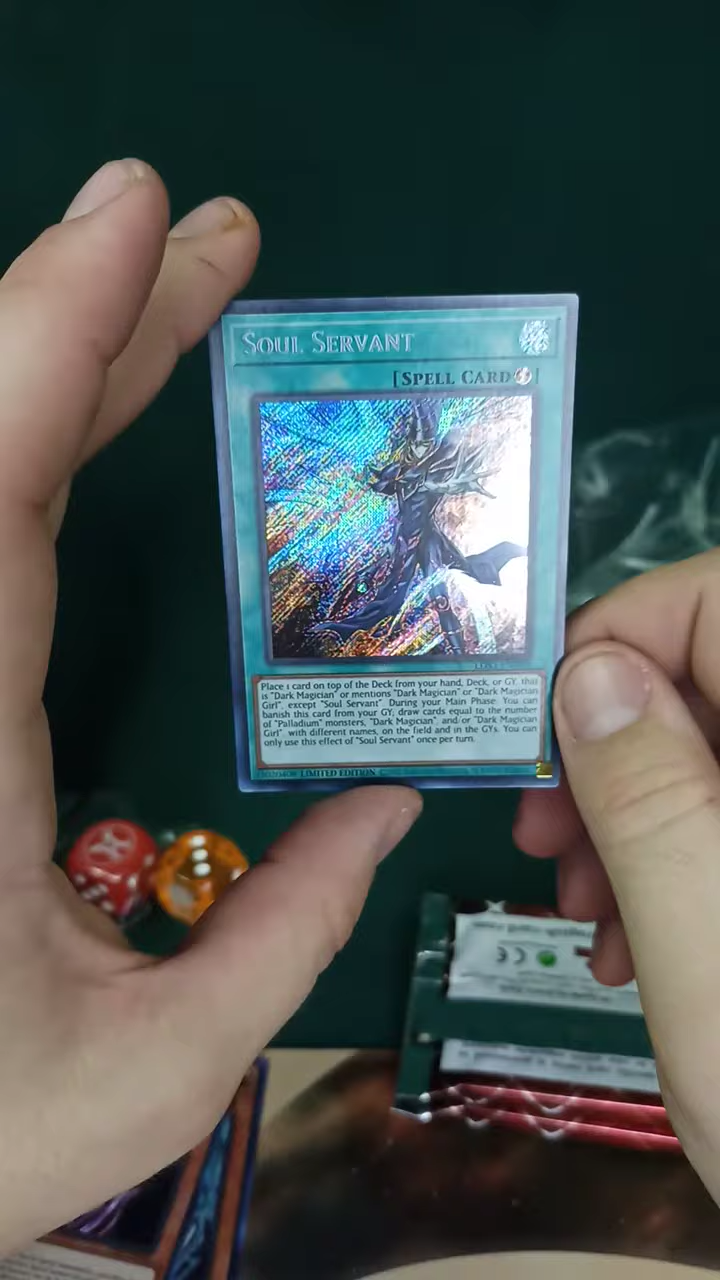 SOUL SERVANT
[SPELL CARD]
Place 1 card on top of the Deck from your hand, Deck, or GY, that
is "Dark Magician" or mentions "Dark Magician" or "Dark Magician
Girl", except "Soul Servant". During your Main Phase: You can
banish this card from your GY; draw cards equal to the number
of "Palladium" monsters, "Dark Magician", and/or "Dark Magician
Girl" with different names, on the field and in the GYs. You can
only use this effect of "Soul Servant" once per turn.
LIMITED EDITION
CE